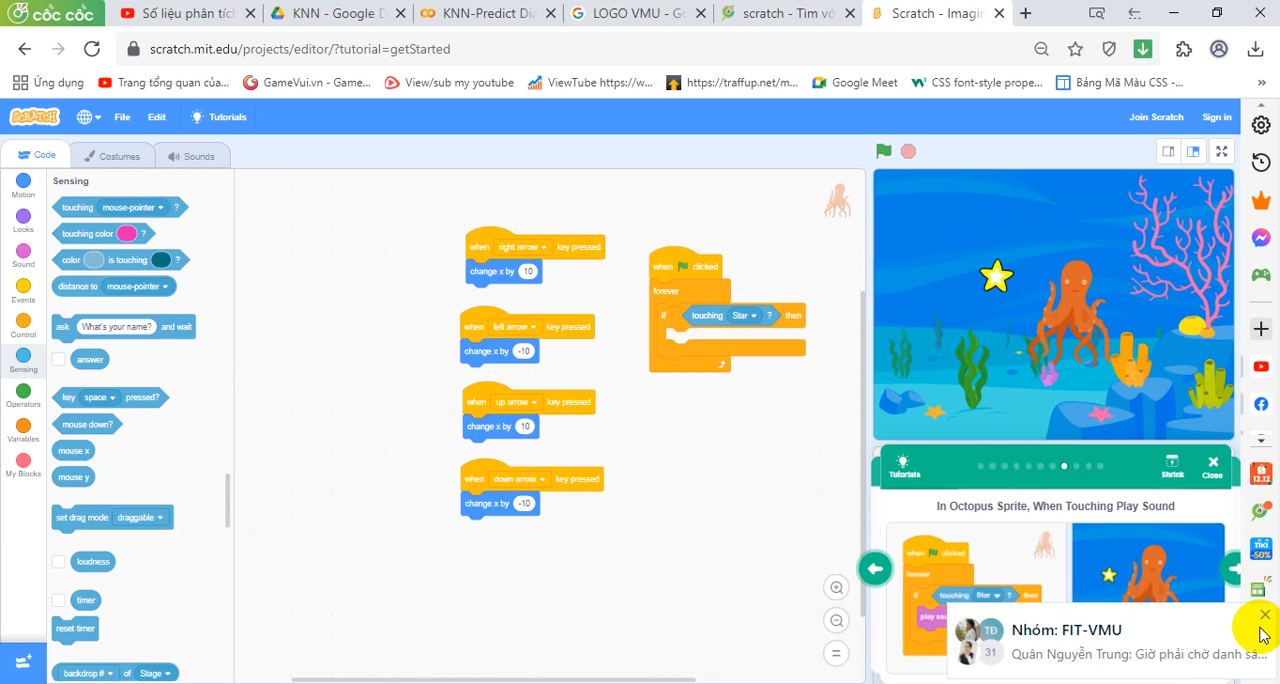 CỐC CỐC
Số liệu phân tích
KNN - Google D
KNN-Predict Dia
LOGO VMU - Go
scratch - Tìm vớ
Scratch - Imagin
scratch.mit.edu/projects/editor/?tutorial=getStarted
Ứng dụng
Trang tổng quan của...
GameVui.vn - Game...
View/sub my youtube
ViewTube https://w...
https://traffup.net/m...
Google Meet
CSS font-style prope...
Bảng Mã Màu CSS -...
SCRATCH
File
Edit
Tutorials
Join Scratch
Sign in
Code
Costumes
Sounds
Motion
Looks
Sound
Events
Control
Sensing
Operators
Variables
My Blocks
Sensing
touching mouse-pointer ?
touching color ?
color is touching ?
distance to mouse-pointer
ask What's your name? and wait
answer
key space pressed?
mouse down?
mouse x
mouse y
set drag mode draggable
loudness
timer
reset timer
backdrop # of Stage
when right arrow key pressed
change x by 10
when left arrow key pressed
change x by -10
when up arrow key pressed
change x by 10
when down arrow key pressed
change x by -10
when clicked
forever
if touching Star ? then
Tutorials
Shrink
Close
In Octopus Sprite, When Touching Play Sound
when clicked
forever
if touching Star ? then
play sou
Nhóm: FIT-VMU
TĐ
31
Quân Nguyễn Trung: Giờ phải chờ danh sá...
12.12
TIKI
-50%